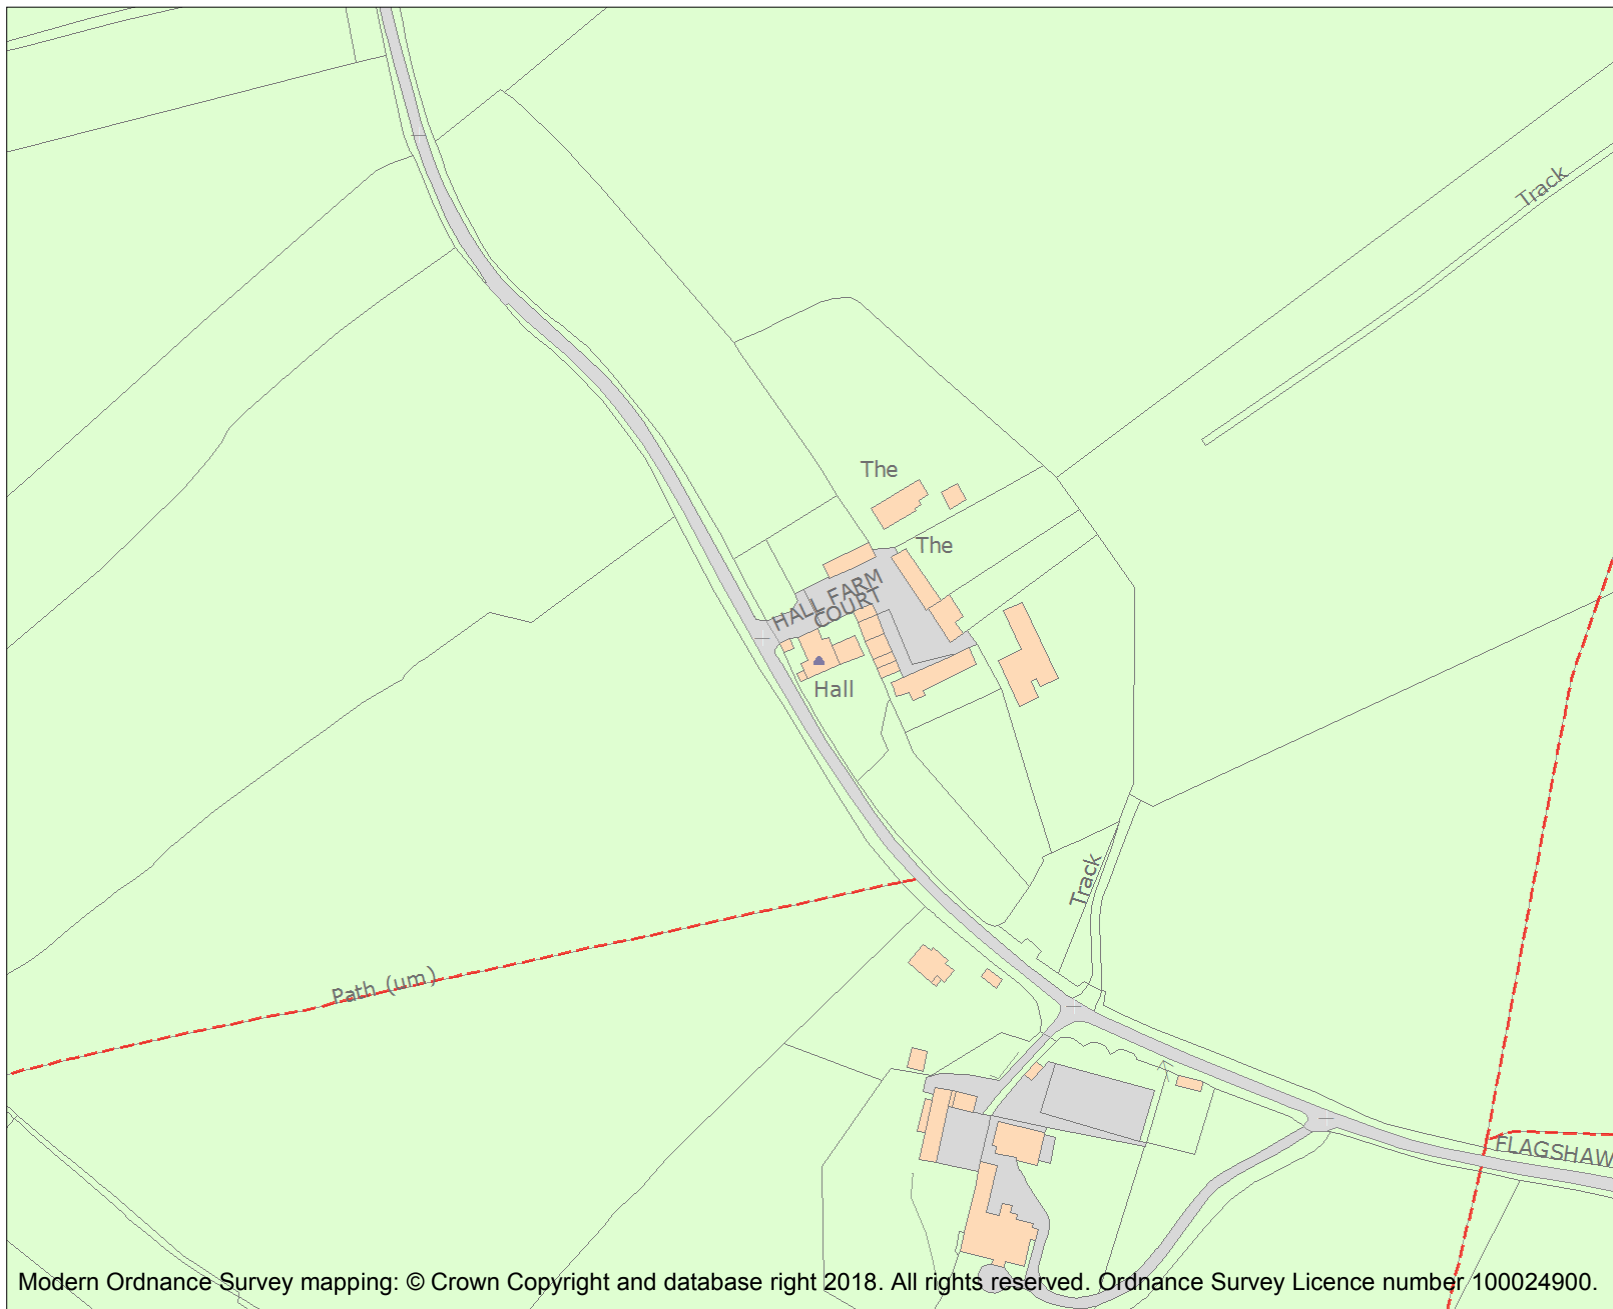 Track
The
The
HALL FARM
COURT
Hall
Track
Path (um)
FLAGSHAW
Modern Ordnance Survey mapping: © Crown Copyright and database right 2018. All rights reserved. Ordnance Survey Licence number 100024900.